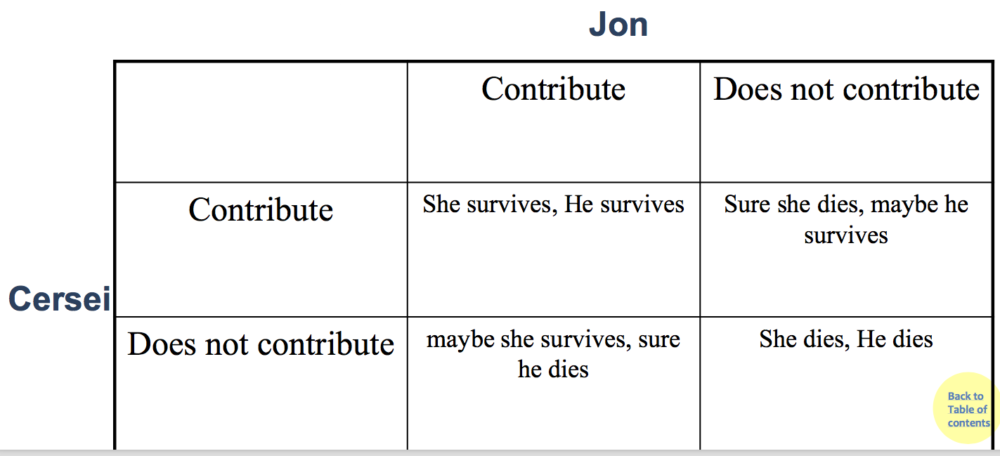 Jon
Contribute
Does not contribute
Contribute
She survives, He survives
Sure she dies, maybe he
survives
Cersei
Does not contribute
maybe she survives, sure
he dies
She dies, He dies
Back to
Table of
contents